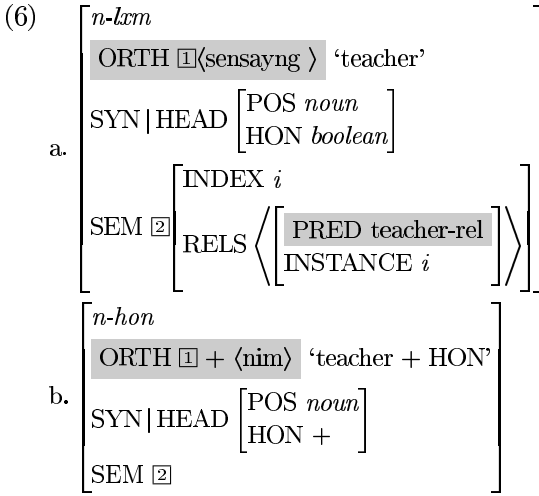 (6)
a.
n-lxm
ORTH [1]⟨sensayng ⟩ ‘teacher’
SYN|HEAD
POS noun
HON boolean
SEM [2]
INDEX i
RELS
PRED teacher-rel
INSTANCE i
b.
n-hon
ORTH [1] + ⟨nim⟩ ‘teacher + HON’
SYN|HEAD
POS noun
HON +
SEM [2]